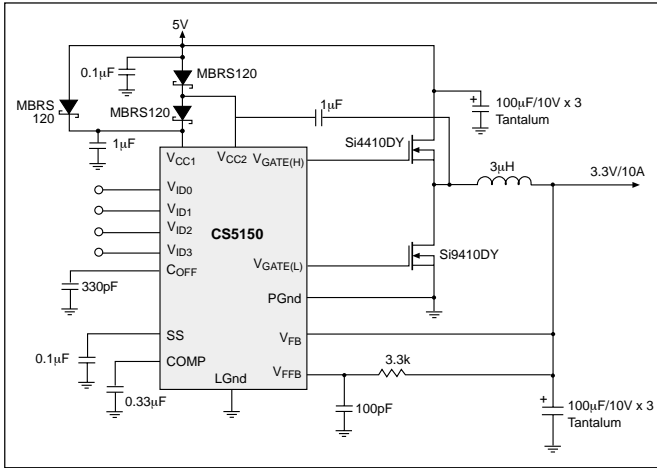 5V
0.1μF
MBRS120
MBRS
120
MBRS120
1μF
1μF
100μF/10V x 3
Tantalum
Si4410DY
3μH
3.3V/10A
VCC1
VCC2
VGATE(H)
VID0
VID1
VID2
VID3
CS5150
COFF
VGATE(L)
Si9410DY
330pF
PGnd
SS
VFB
0.1μF
COMP
VFFB
3.3k
LGnd
0.33μF
100pF
100μF/10V x 3
Tantalum